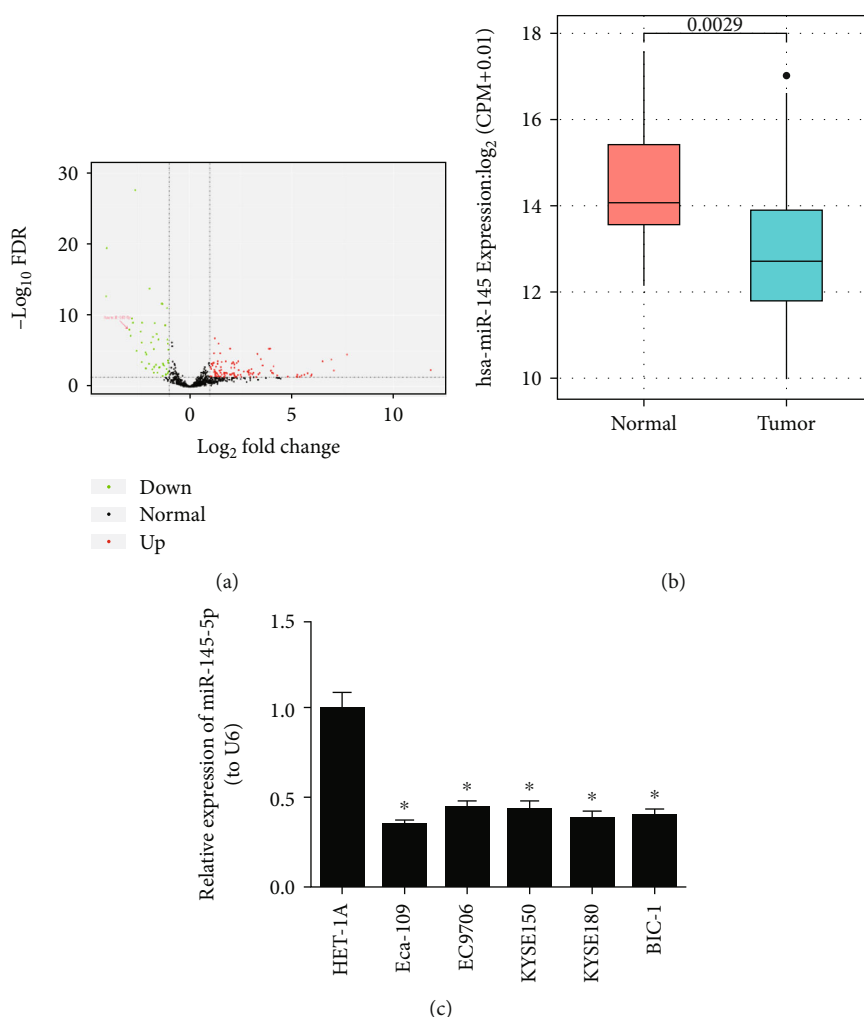 30
20
10
0
−Log₁₀ FDR
0
5
10
Log₂ fold change
Down
Normal
Up
(a)
18
16
14
12
10
hsa-miR-145 Expression:log₂ (CPM+0.01)
0.0029
Normal
Tumor
(b)
1.5
1.0
0.5
0.0
Relative expression of miR-145-5p
(to U6)
*
*
*
*
*
HET-1A
Eca-109
EC9706
KYSE150
KYSE180
BIC-1
(c)